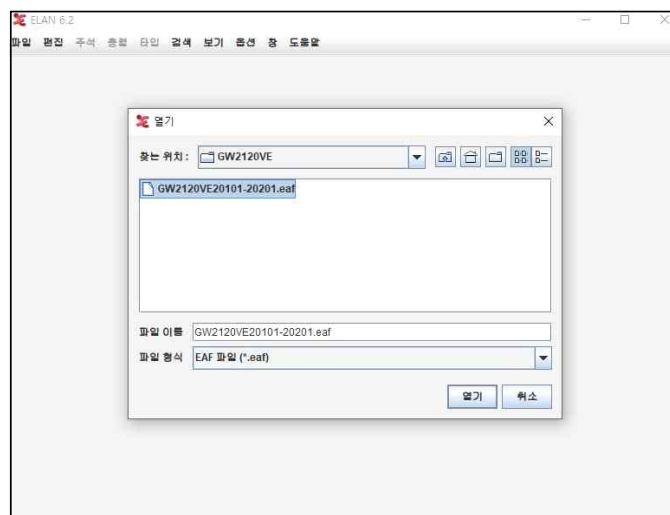 ELAN 6.2
파일 편집 주석 층렬 타입 검색 보기 옵션 창 도움말
열기
찾는 위치: GW2120VE
GW2120VE20101-20201.eaf
파일 이름 GW2120VE20101-20201.eaf
파일 형식 EAF 파일 (*.eaf)
열기 취소